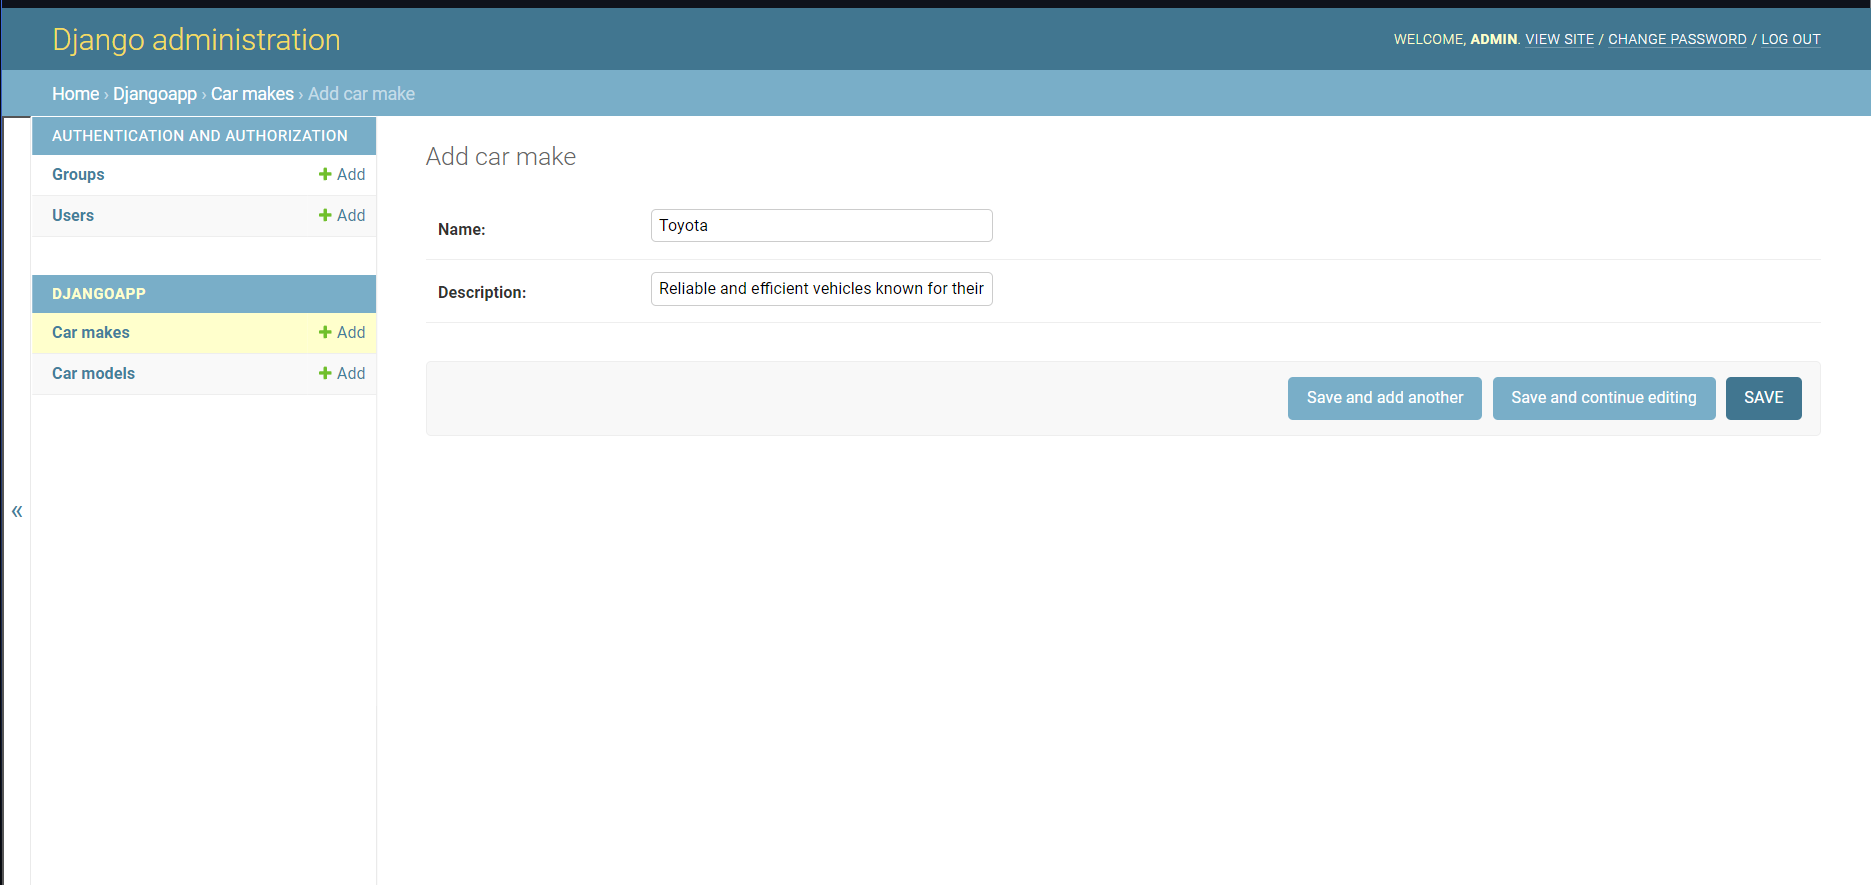 Django administration
WELCOME, ADMIN. VIEW SITE / CHANGE PASSWORD / LOG OUT
Home › Djangoapp › Car makes › Add car make
AUTHENTICATION AND AUTHORIZATION
Groups + Add
Users + Add
DJANGOAPP
Car makes + Add
Car models + Add
«
Add car make
Name: Toyota
Description: Reliable and efficient vehicles known for their
Save and add another Save and continue editing SAVE